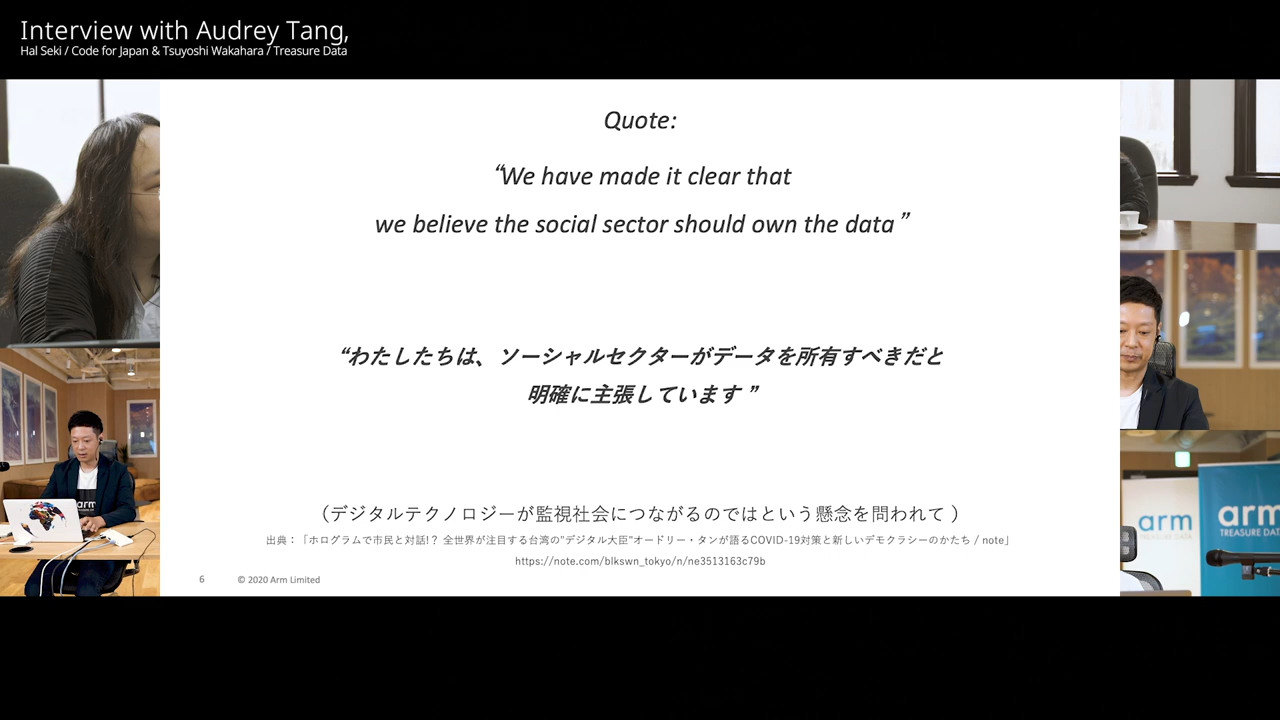 Interview with Audrey Tang,
Hal Seki / Code for Japan & Tsuyoshi Wakahara / Treasure Data
Quote:
“We have made it clear that
we believe the social sector should own the data ”
“わたしたちは、ソーシャルセクターがデータを所有すべきだと
明確に主張しています ”
（デジタルテクノロジーが監視社会につながるのではという懸念を問われて ）
出典：「ホログラムで市民と対話!？ 全世界が注目する台湾の"デジタル大臣"オードリー・タンが語るCOVID-19対策と新しいデモクラシーのかたち / note」
https://note.com/blkswn_tokyo/n/ne3513163c79b
6 © 2020 Arm Limited
arm
arm
TREASURE DATA
arm
TREASURE DATA